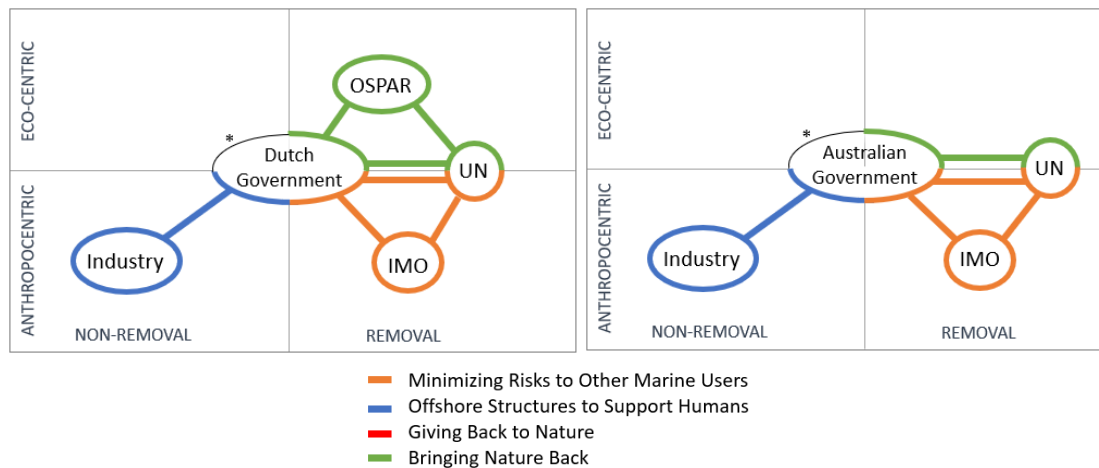 ECO-CENTRIC
ANTHROPOCENTRIC
OSPAR
*
Dutch
Government
UN
Industry
IMO
NON-REMOVAL
REMOVAL
ECO-CENTRIC
ANTHROPOCENTRIC
*
Australian
Government
UN
Industry
IMO
NON-REMOVAL
REMOVAL
Minimizing Risks to Other Marine Users
Offshore Structures to Support Humans
Giving Back to Nature
Bringing Nature Back